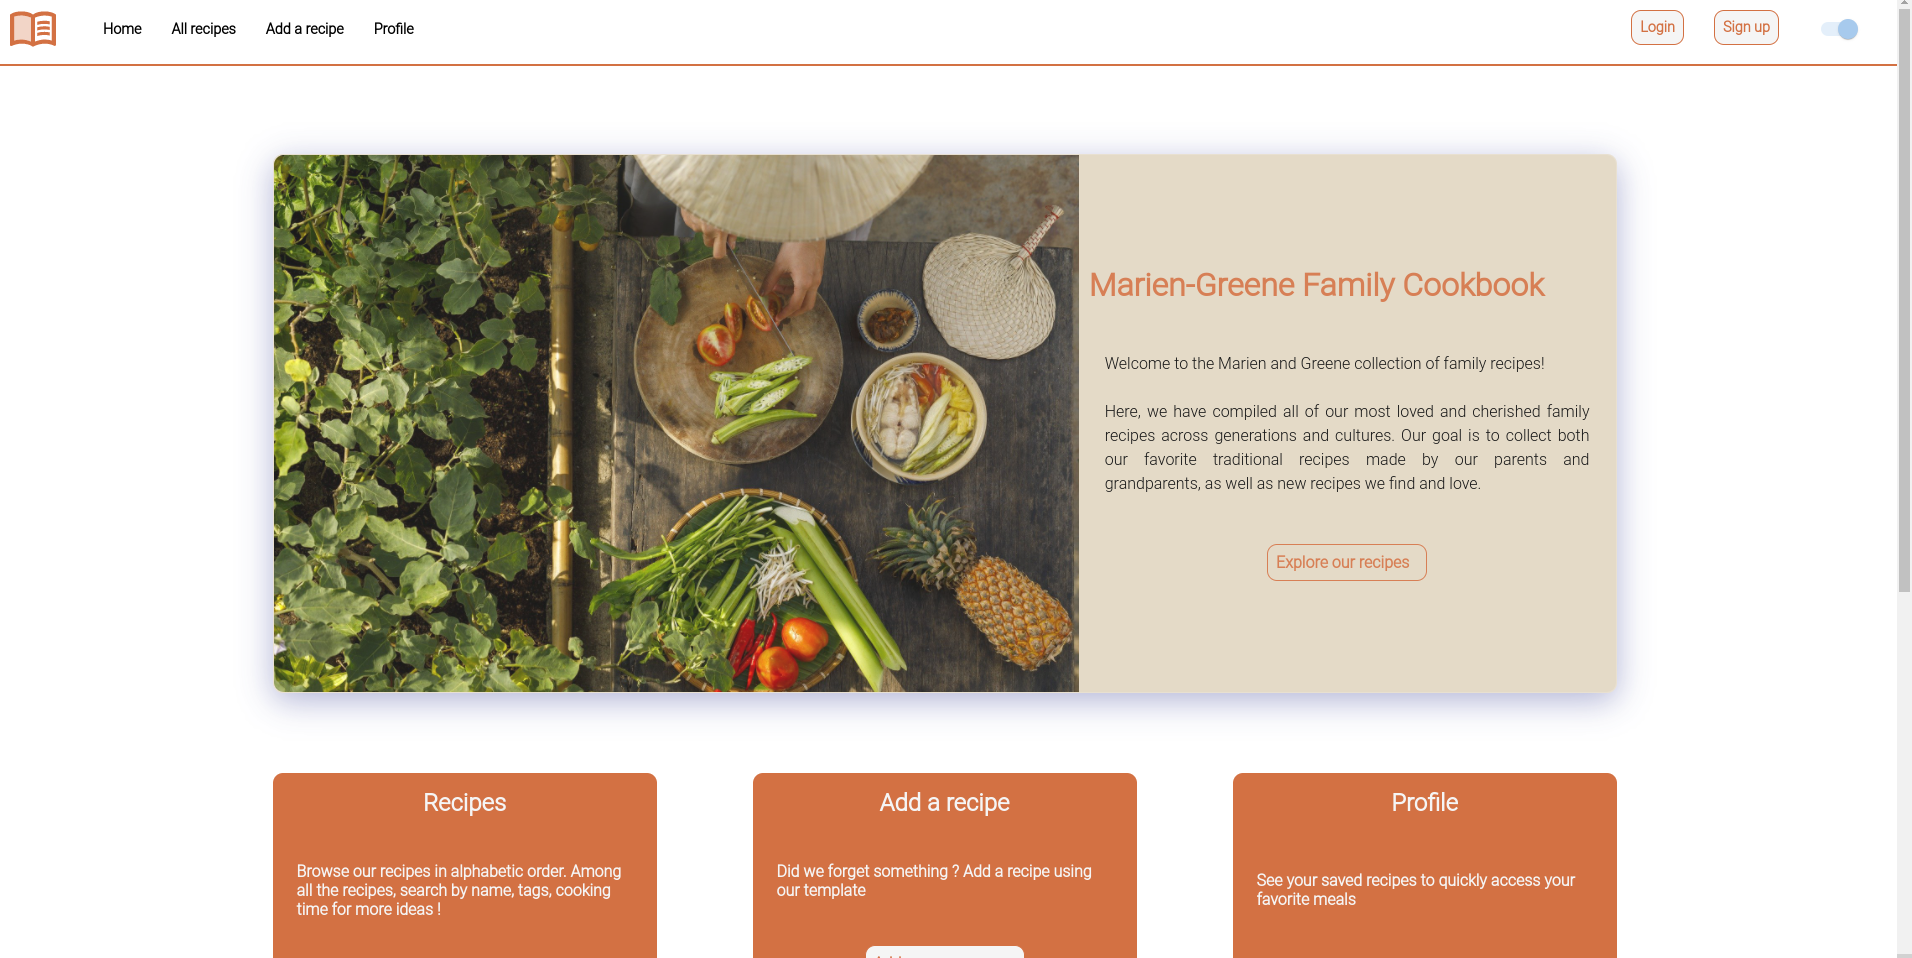 Home
All recipes
Add a recipe
Profile
Login
Sign up
Marien-Greene Family Cookbook
Welcome to the Marien and Greene collection of family recipes!
Here, we have compiled all of our most loved and cherished family
recipes across generations and cultures. Our goal is to collect both
our favorite traditional recipes made by our parents and
grandparents, as well as new recipes we find and love.
Explore our recipes
Recipes
Browse our recipes in alphabetic order. Among
all the recipes, search by name, tags, cooking
time for more ideas !
Add a recipe
Did we forget something ? Add a recipe using
our template
Profile
See your saved recipes to quickly access your
favorite meals